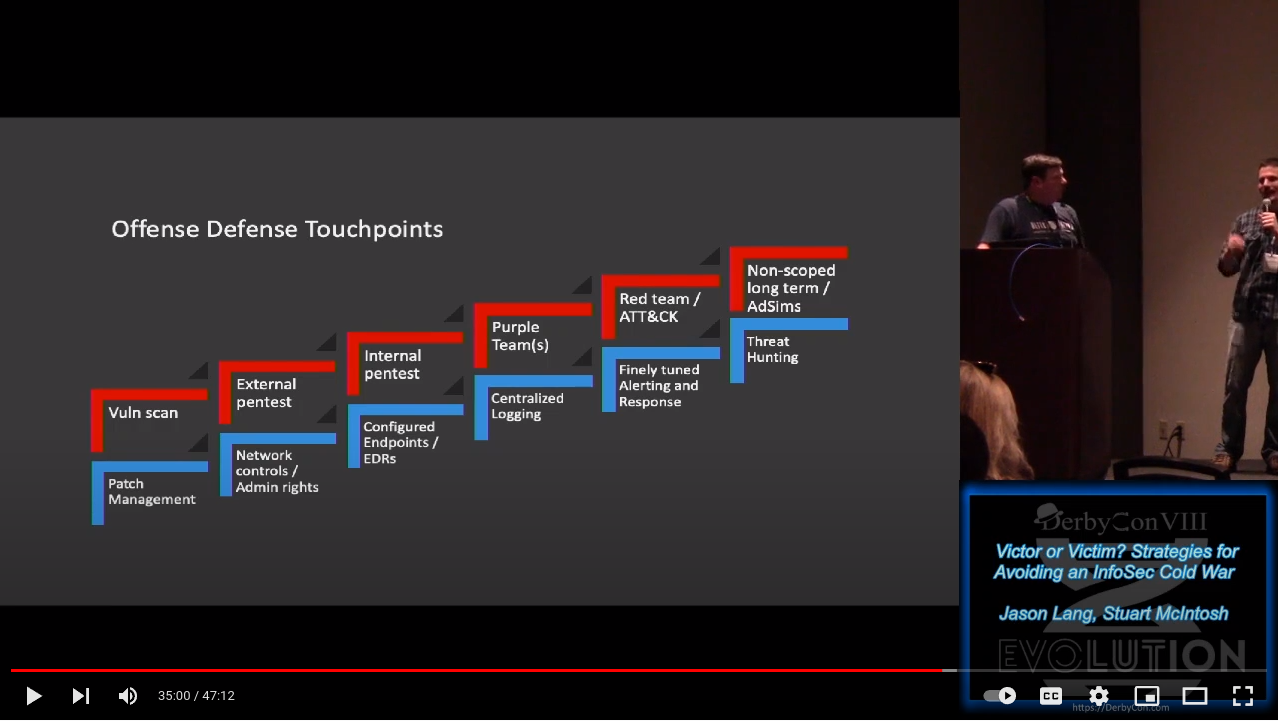 Offense Defense Touchpoints
Vuln scan
External
pentest
Internal
pentest
Purple
Team(s)
Red team /
ATT&CK
Non-scoped
long term /
AdSims
Patch
Management
Network
controls /
Admin rights
Configured
Endpoints /
EDRs
Centralized
Logging
Finely tuned
Alerting and
Response
Threat
Hunting
DerbyCon VIII
Victor or Victim? Strategies for
Avoiding an InfoSec Cold War
Jason Lang, Stuart McIntosh
EVOLUTION
35:00 / 47:12
CC
https://DerbyCon.com